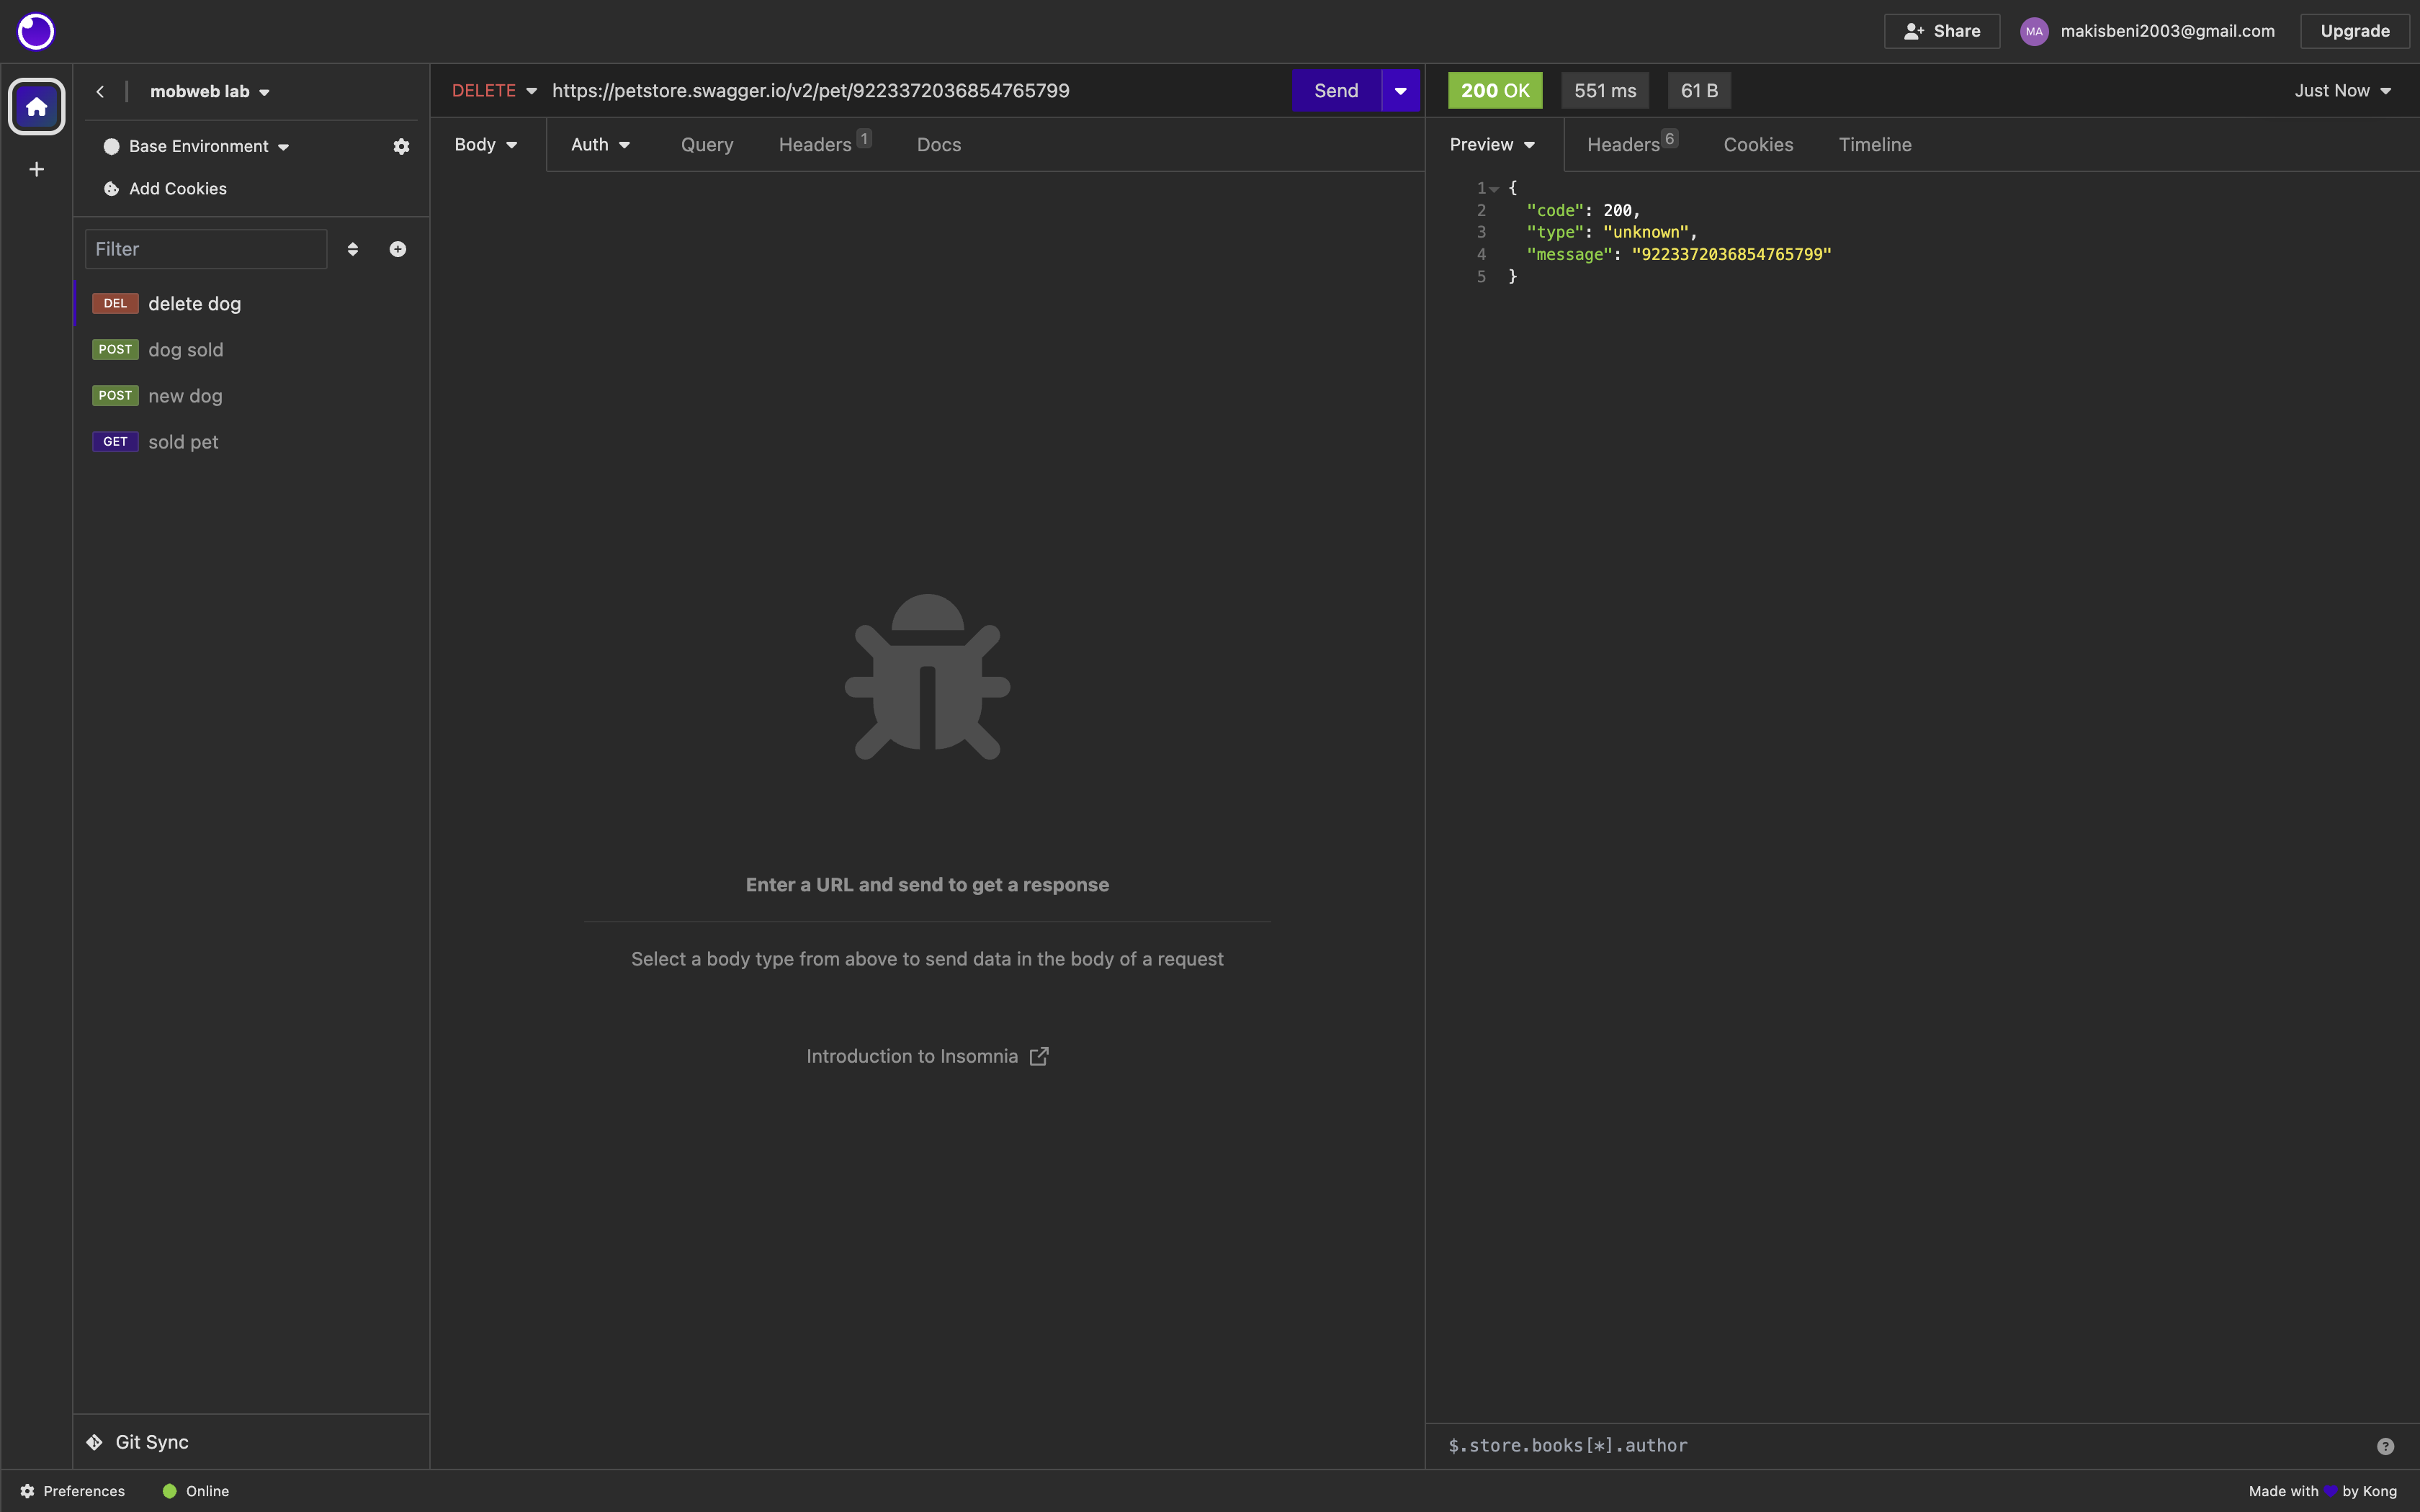 Share
MA
makisbeni2003@gmail.com
Upgrade
mobweb lab
Base Environment
Add Cookies
Filter
DEL delete dog
POST dog sold
POST new dog
GET sold pet
Git Sync
DELETE https://petstore.swagger.io/v2/pet/9223372036854765799 Send
Body Auth Query Headers 1 Docs
Enter a URL and send to get a response
Select a body type from above to send data in the body of a request
Introduction to Insomnia
200 OK 551 ms 61 B Just Now
Preview Headers 6 Cookies Timeline
1 {
2 "code": 200,
3 "type": "unknown",
4 "message": "9223372036854765799"
5 }
$.store.books[*].author ?
Preferences Online
Made with by Kong